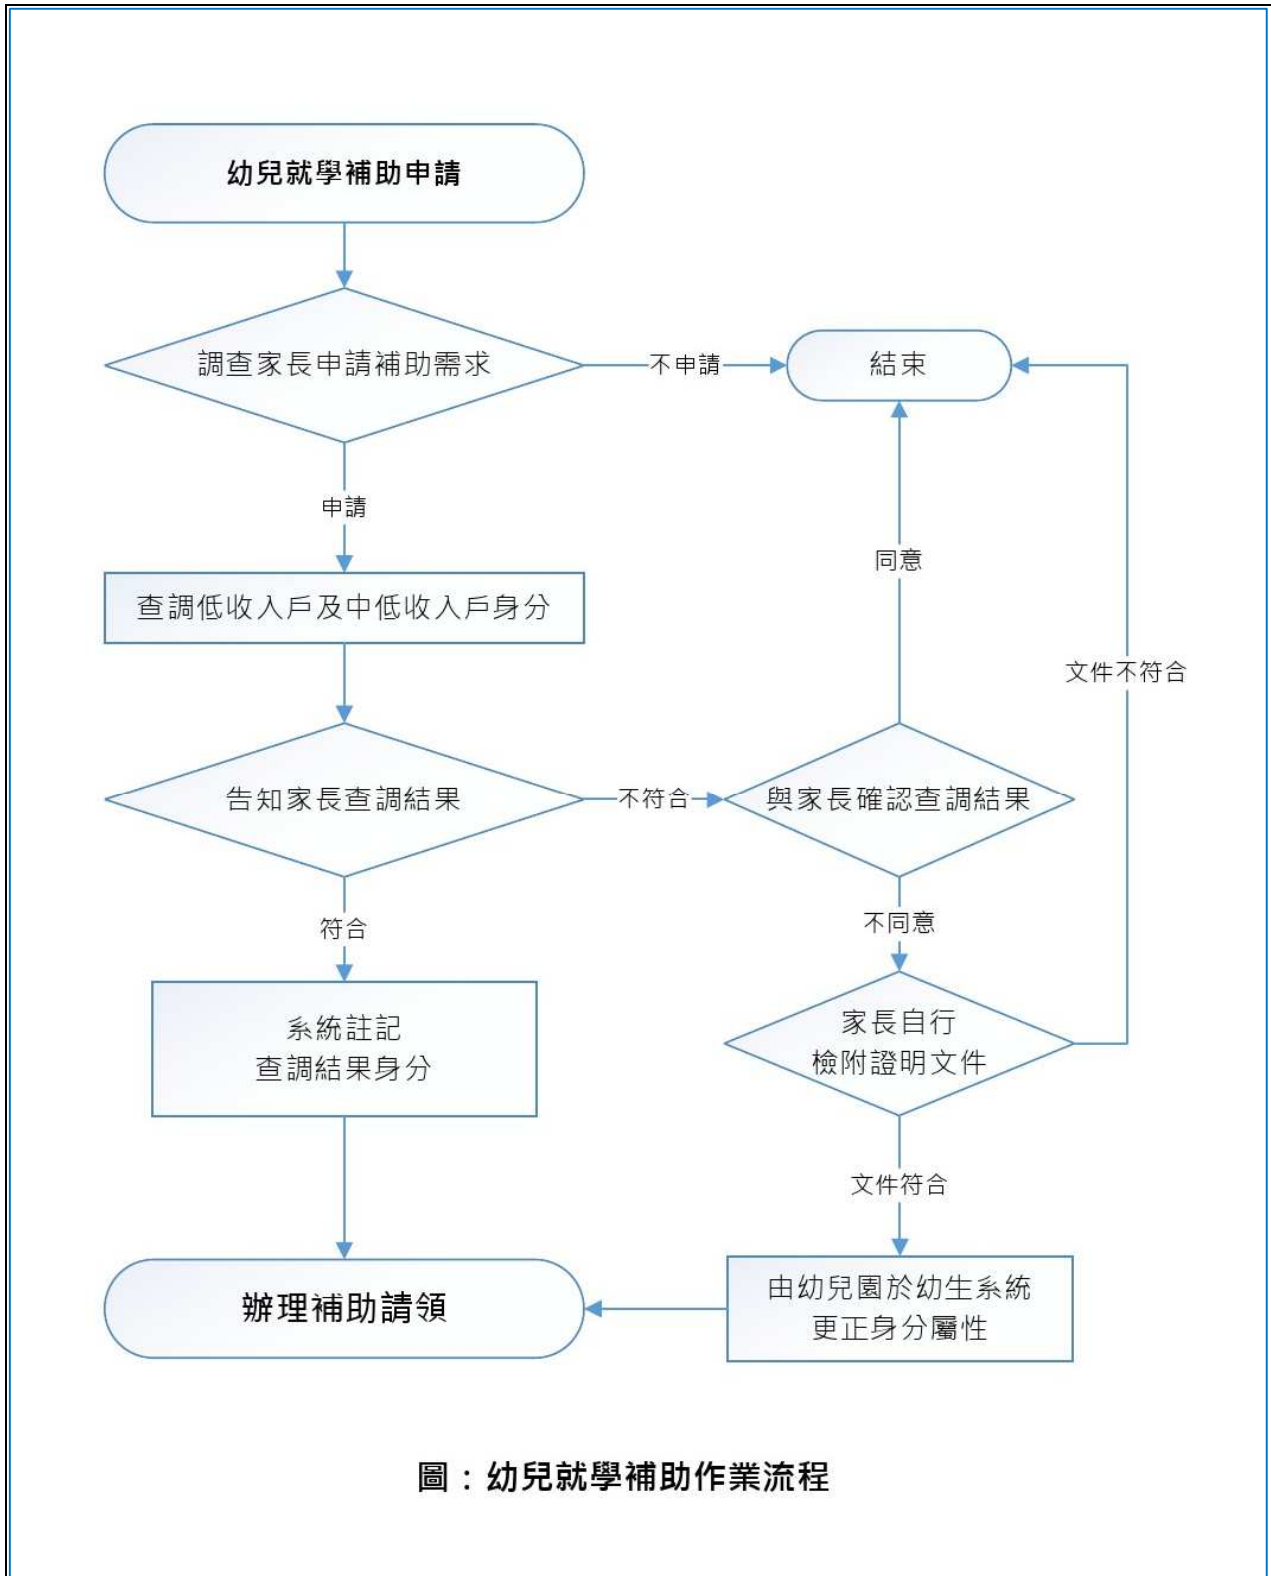 幼兒就學補助申請
調查家長申請補助需求
不申請
結束
申請
同意
查調低收入戶及中低收入戶身分
文件不符合
告知家長查調結果
不符合
與家長確認查調結果
符合
不同意
系統註記
查調結果身分
家長自行
檢附證明文件
文件符合
辦理補助請領
由幼兒園於幼生系統
更正身分屬性
圖：幼兒就學補助作業流程